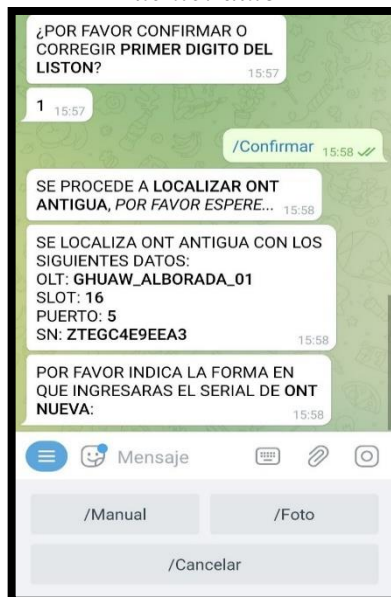 ¿POR FAVOR CONFIRMAR O
CORREGIR PRIMER DIGITO DEL
LISTON?
15:57
1 15:57
/Confirmar 15:58
SE PROCEDE A LOCALIZAR ONT
ANTIGUA, POR FAVOR ESPERE... 15:58
SE LOCALIZA ONT ANTIGUA CON LOS
SIGUIENTES DATOS:
OLT: GHUAW_ALBORADA_01
SLOT: 16
PUERTO: 5
SN: ZTEGC4E9EEA3
15:58
POR FAVOR INDICA LA FORMA EN
QUE INGRESARAS EL SERIAL DE ONT
NUEVA:
15:58
Mensaje
/Manual /Foto
/Cancelar